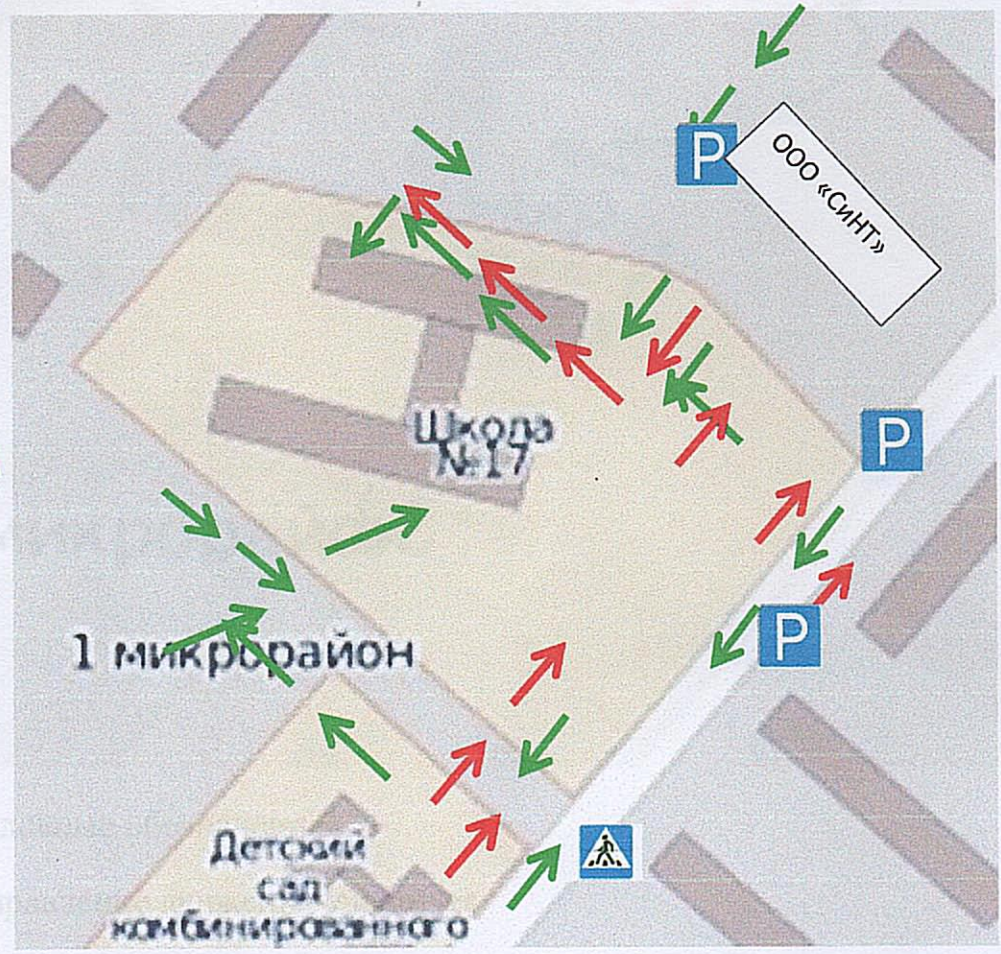 P
ООО «СиНТ»
P
Школа
№17
P
1 микрорайон
Детский
сад
комбинированного